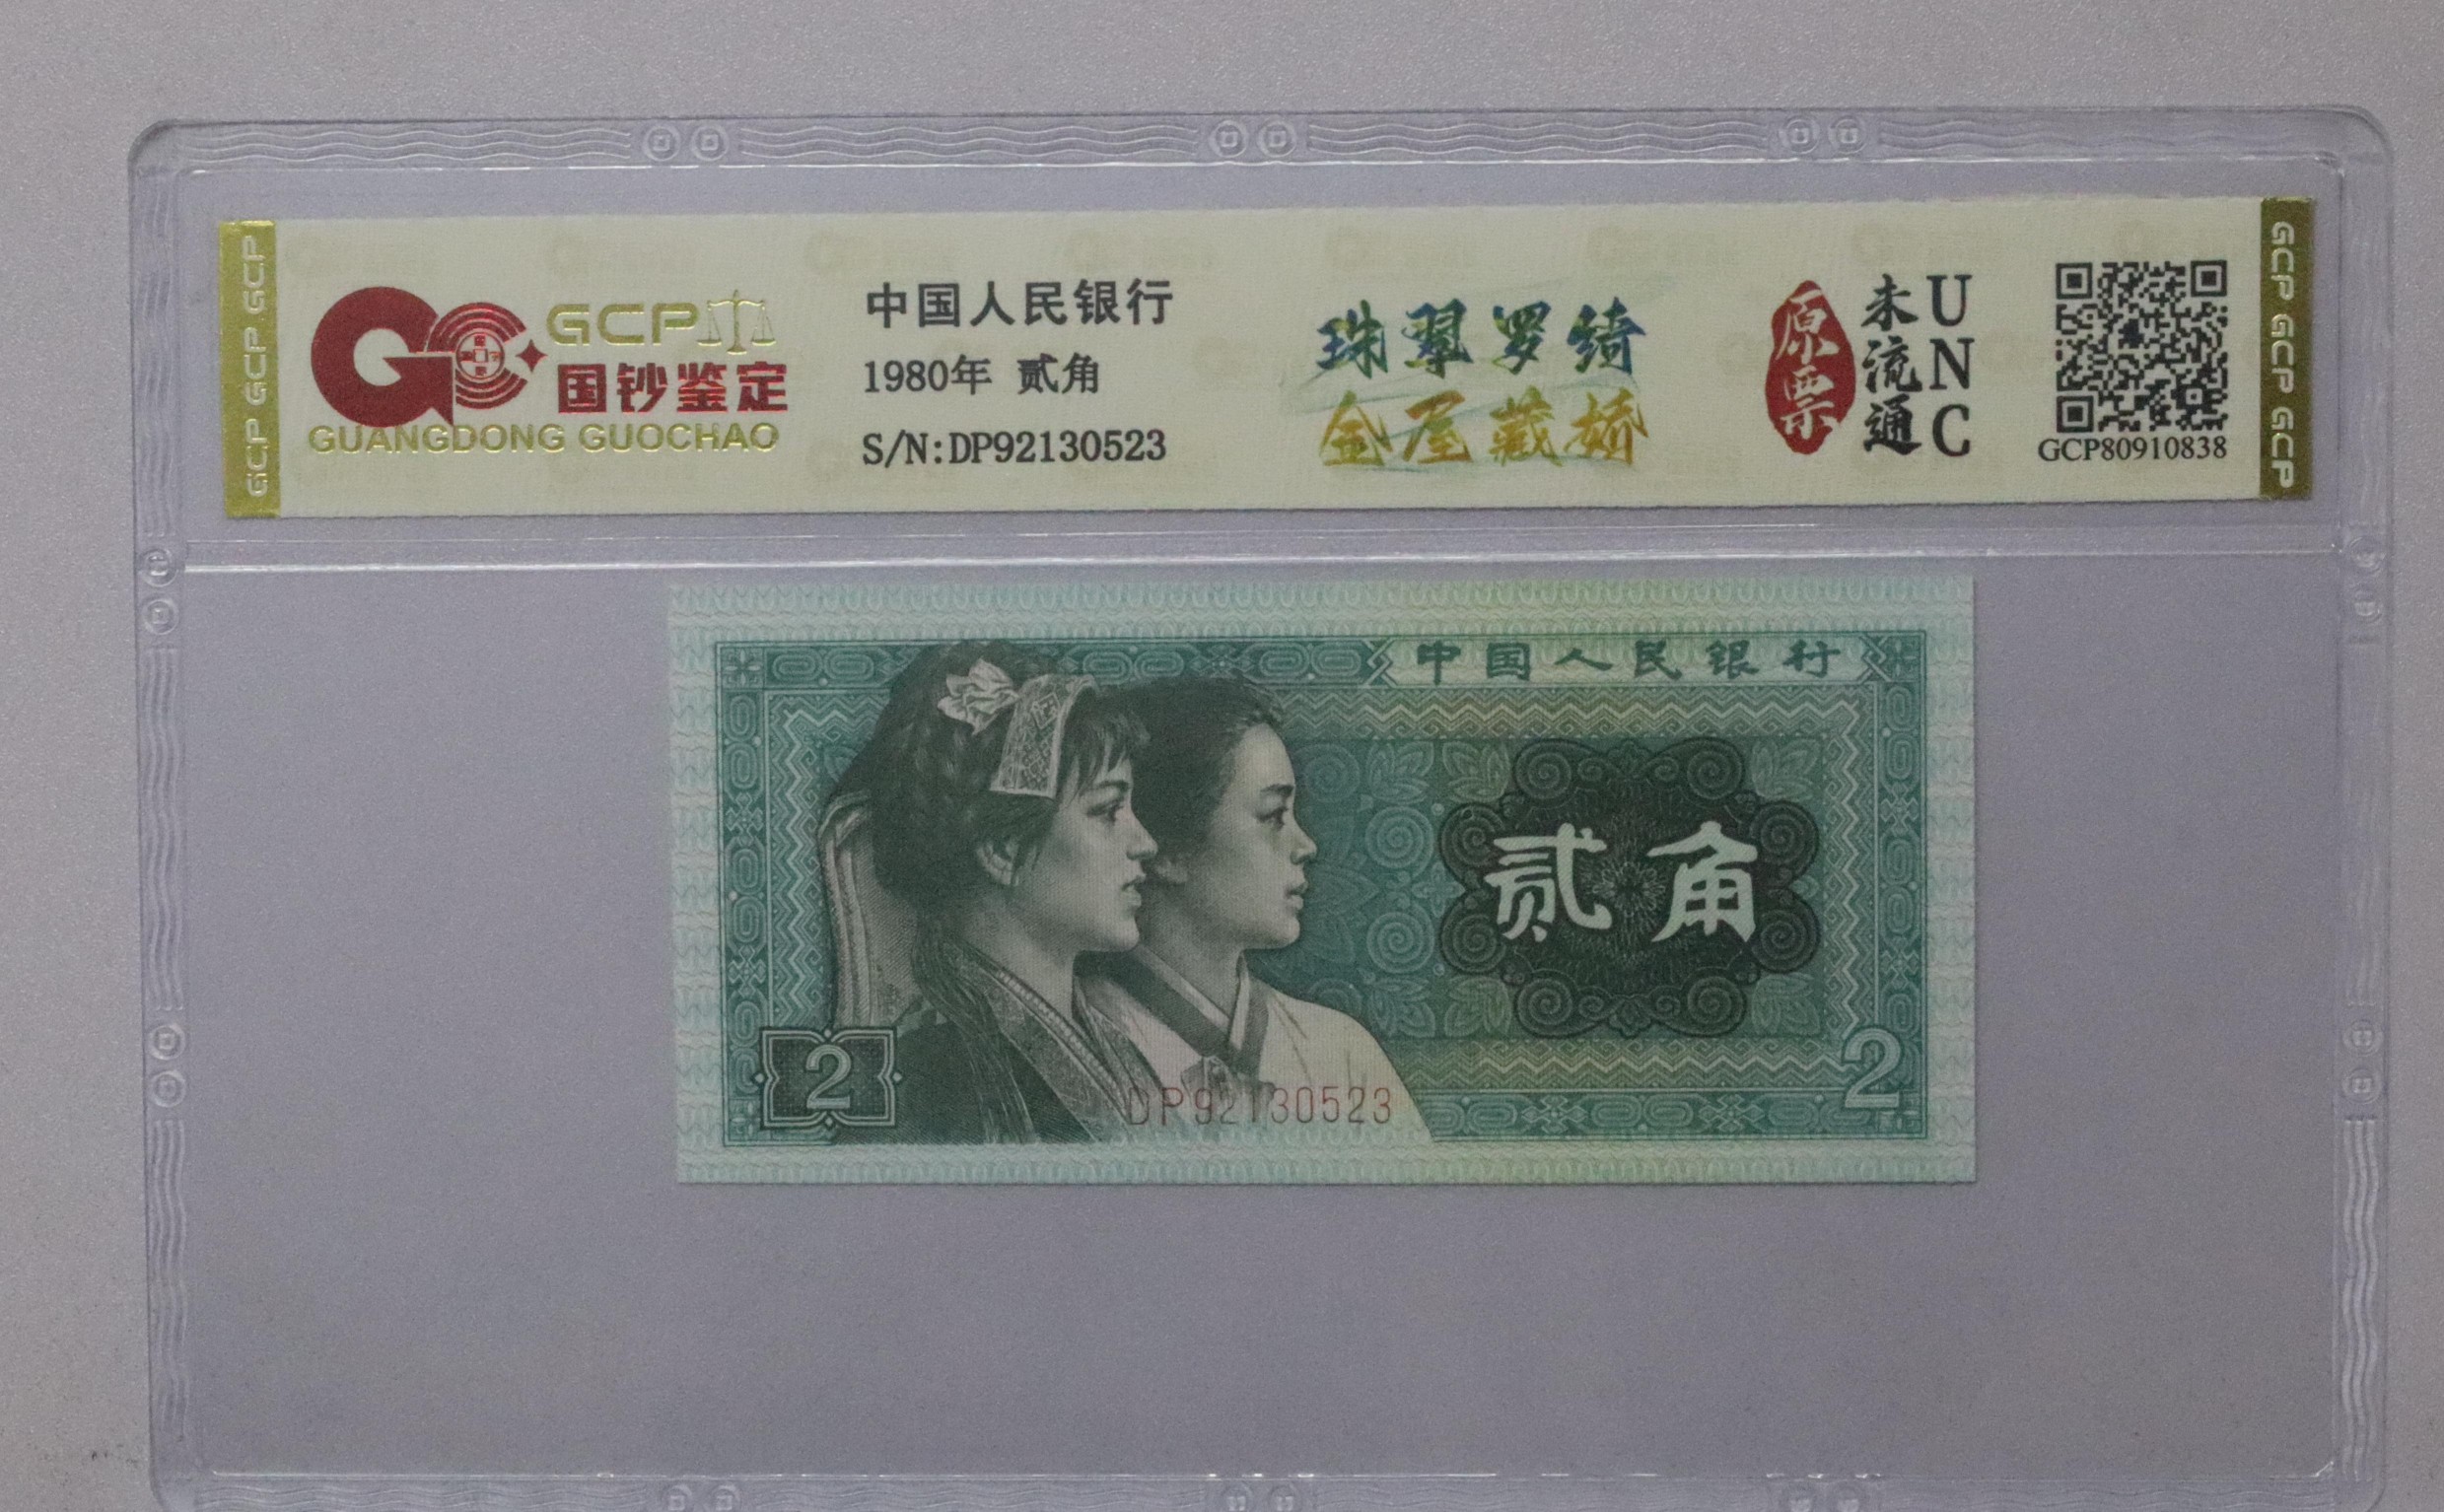 GCP GCP GCP
GCP
国钞鉴定
GUANGDONG GUOCHAO
中国人民银行
1980年 贰角
S/N:DP92130523
珠翠罗绮
金屋藏娇
原票
未流通
UNC
GCP80910838
GCP GCP GCP
中国人民银行
贰角
2
2
DP92130523